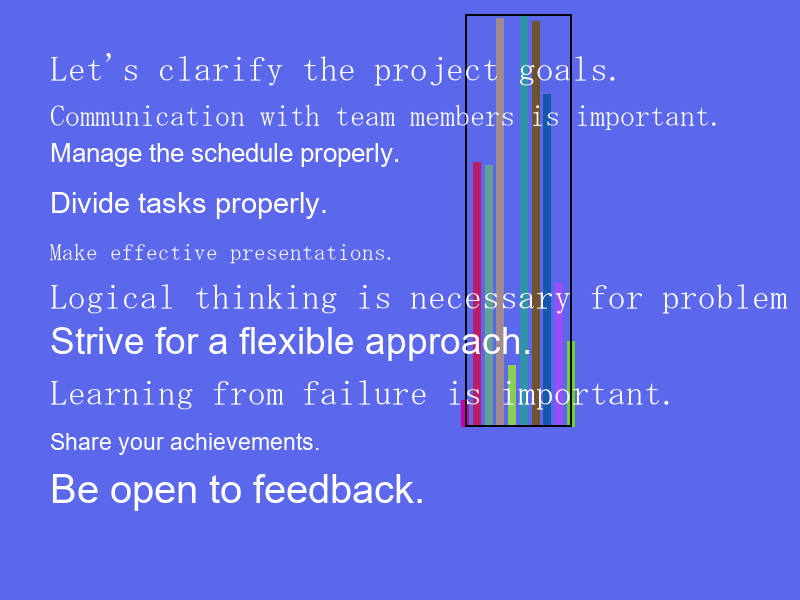 Let's clarify the project goals.
Communication with team members is important.
Manage the schedule properly.
Divide tasks properly.
Make effective presentations.
Logical thinking is necessary for problem
Strive for a flexible approach.
Learning from failure is important.
Share your achievements.
Be open to feedback.